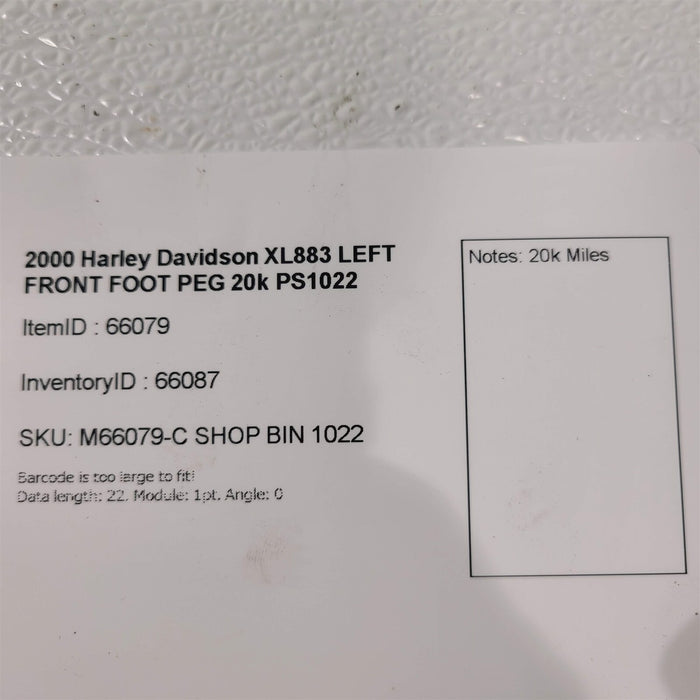 2000 Harley Davidson XL883 LEFT
FRONT FOOT PEG 20k PS1022
ItemID : 66079
InventoryID : 66087
SKU: M66079-C SHOP BIN 1022
Barcode is too large to fit!
Data length: 22, Module: 1pt, Angle: 0
Notes: 20k Miles